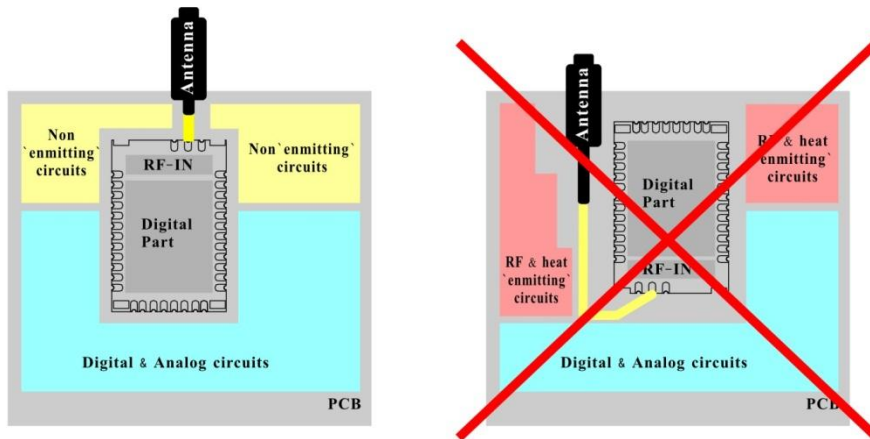 Antenna
Non
`enmitting`
circuits
Non`enmitting`
circuits
RF-IN
Digital
Part
Digital & Analog circuits
PCB
Antenna
RF & heat
enmitting`
circuits
Digital
Part
RF-IN
RF & heat
`enmitting`
circuits
Digital & Analog circuits
PCB